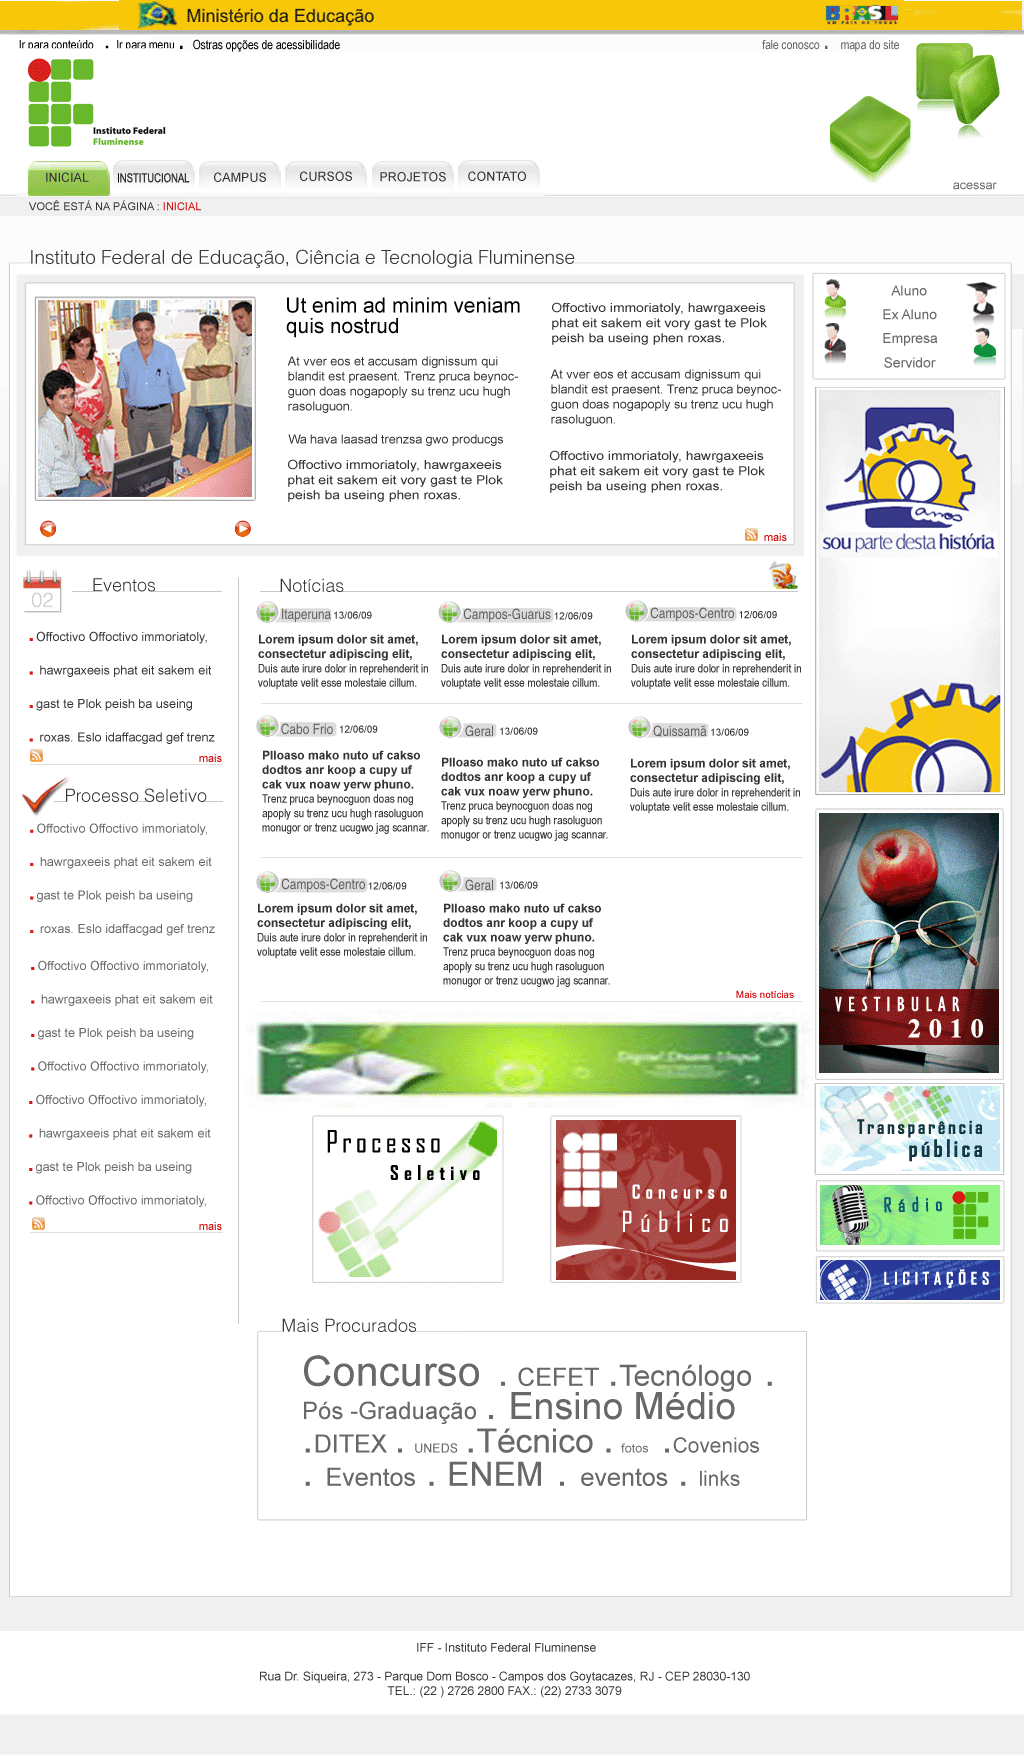 Ministério da Educação
BRASIL
UM PAÍS DE TODOS
Ir para conteúdo . Ir para menu . Ostras opções de acessibilidade
fale conosco . mapa do site
Instituto Federal
Fluminense
acessar
INICIAL INSTITUCIONAL CAMPUS CURSOS PROJETOS CONTATO
VOCÊ ESTÁ NA PÁGINA : INICIAL
Instituto Federal de Educação, Ciência e Tecnologia Fluminense
Ut enim ad minim veniam
quis nostrud
At vver eos et accusam dignissum qui
blandit est praesent. Trenz pruca beynoc-
guon doas nogapoply su trenz ucu hugh
rasoluguon.
Wa hava laasad trenzsa gwo producgs
Offoctivo immoriatoly, hawrgaxeeis
phat eit sakem eit vory gast te Plok
peish ba useing phen roxas.
Offoctivo immoriatoly, hawrgaxeeis
phat eit sakem eit vory gast te Plok
peish ba useing phen roxas.
At vver eos et accusam dignissum qui
blandit est praesent. Trenz pruca beynoc-
guon doas nogapoply su trenz ucu hugh
rasoluguon.
Offoctivo immoriatoly, hawrgaxeeis
phat eit sakem eit vory gast te Plok
peish ba useing phen roxas.
mais
Aluno
Ex Aluno
Empresa
Servidor
100 anos
sou parte desta história
100
VESTIBULAR
2010
Transparência
pública
Rádio
LICITAÇÕES
02
Eventos
Offoctivo Offoctivo immoriatoly,
hawrgaxeeis phat eit sakem eit
gast te Plok peish ba useing
roxas. Eslo idaffacgad gef trenz
mais
Processo Seletivo
Offoctivo Offoctivo immoriatoly,
hawrgaxeeis phat eit sakem eit
gast te Plok peish ba useing
roxas. Eslo idaffacgad gef trenz
Offoctivo Offoctivo immoriatoly,
hawrgaxeeis phat eit sakem eit
gast te Plok peish ba useing
Offoctivo Offoctivo immoriatoly,
Offoctivo Offoctivo immoriatoly,
hawrgaxeeis phat eit sakem eit
gast te Plok peish ba useing
Offoctivo Offoctivo immoriatoly,
mais
Notícias
Itaperuna 13/06/09
Lorem ipsum dolor sit amet,
consectetur adipiscing elit,
Duis aute irure dolor in reprehenderit in
voluptate velit esse molestaie cillum.
Campos-Guarus 12/06/09
Lorem ipsum dolor sit amet,
consectetur adipiscing elit,
Duis aute irure dolor in reprehenderit in
voluptate velit esse molestaie cillum.
Campos-Centro 12/06/09
Lorem ipsum dolor sit amet,
consectetur adipiscing elit,
Duis aute irure dolor in reprehenderit in
voluptate velit esse molestaie cillum.
Cabo Frio 12/06/09
Plloaso mako nuto uf cakso
dodtos anr koop a cupy uf
cak vux noaw yerw phuno.
Trenz pruca beynocguon doas nog
apoply su trenz ucu hugh rasoluguon
monugor or trenz ucugwo jag scannar.
Geral 13/06/09
Plloaso mako nuto uf cakso
dodtos anr koop a cupy uf
cak vux noaw yerw phuno.
Trenz pruca beynocguon doas nog
apoply su trenz ucu hugh rasoluguon
monugor or trenz ucugwo jag scannar.
Quissamã 13/06/09
Lorem ipsum dolor sit amet,
consectetur adipiscing elit,
Duis aute irure dolor in reprehenderit in
voluptate velit esse molestaie cillum.
Campos-Centro 12/06/09
Lorem ipsum dolor sit amet,
consectetur adipiscing elit,
Duis aute irure dolor in reprehenderit in
voluptate velit esse molestaie cillum.
Geral 13/06/09
Plloaso mako nuto uf cakso
dodtos anr koop a cupy uf
cak vux noaw yerw phuno.
Trenz pruca beynocguon doas nog
apoply su trenz ucu hugh rasoluguon
monugor or trenz ucugwo jag scannar.
Mais notícias
Processo
Seletivo
Concurso
Público
Mais Procurados
Concurso . CEFET .Tecnólogo .
Pós -Graduação . Ensino Médio
.DITEX . UNEDS .Técnico . fotos .Covenios
. Eventos . ENEM . eventos . links
IFF - Instituto Federal Fluminense
Rua Dr. Siqueira, 273 - Parque Dom Bosco - Campos dos Goytacazes, RJ - CEP 28030-130
TEL.: (22 ) 2726 2800 FAX.: (22) 2733 3079